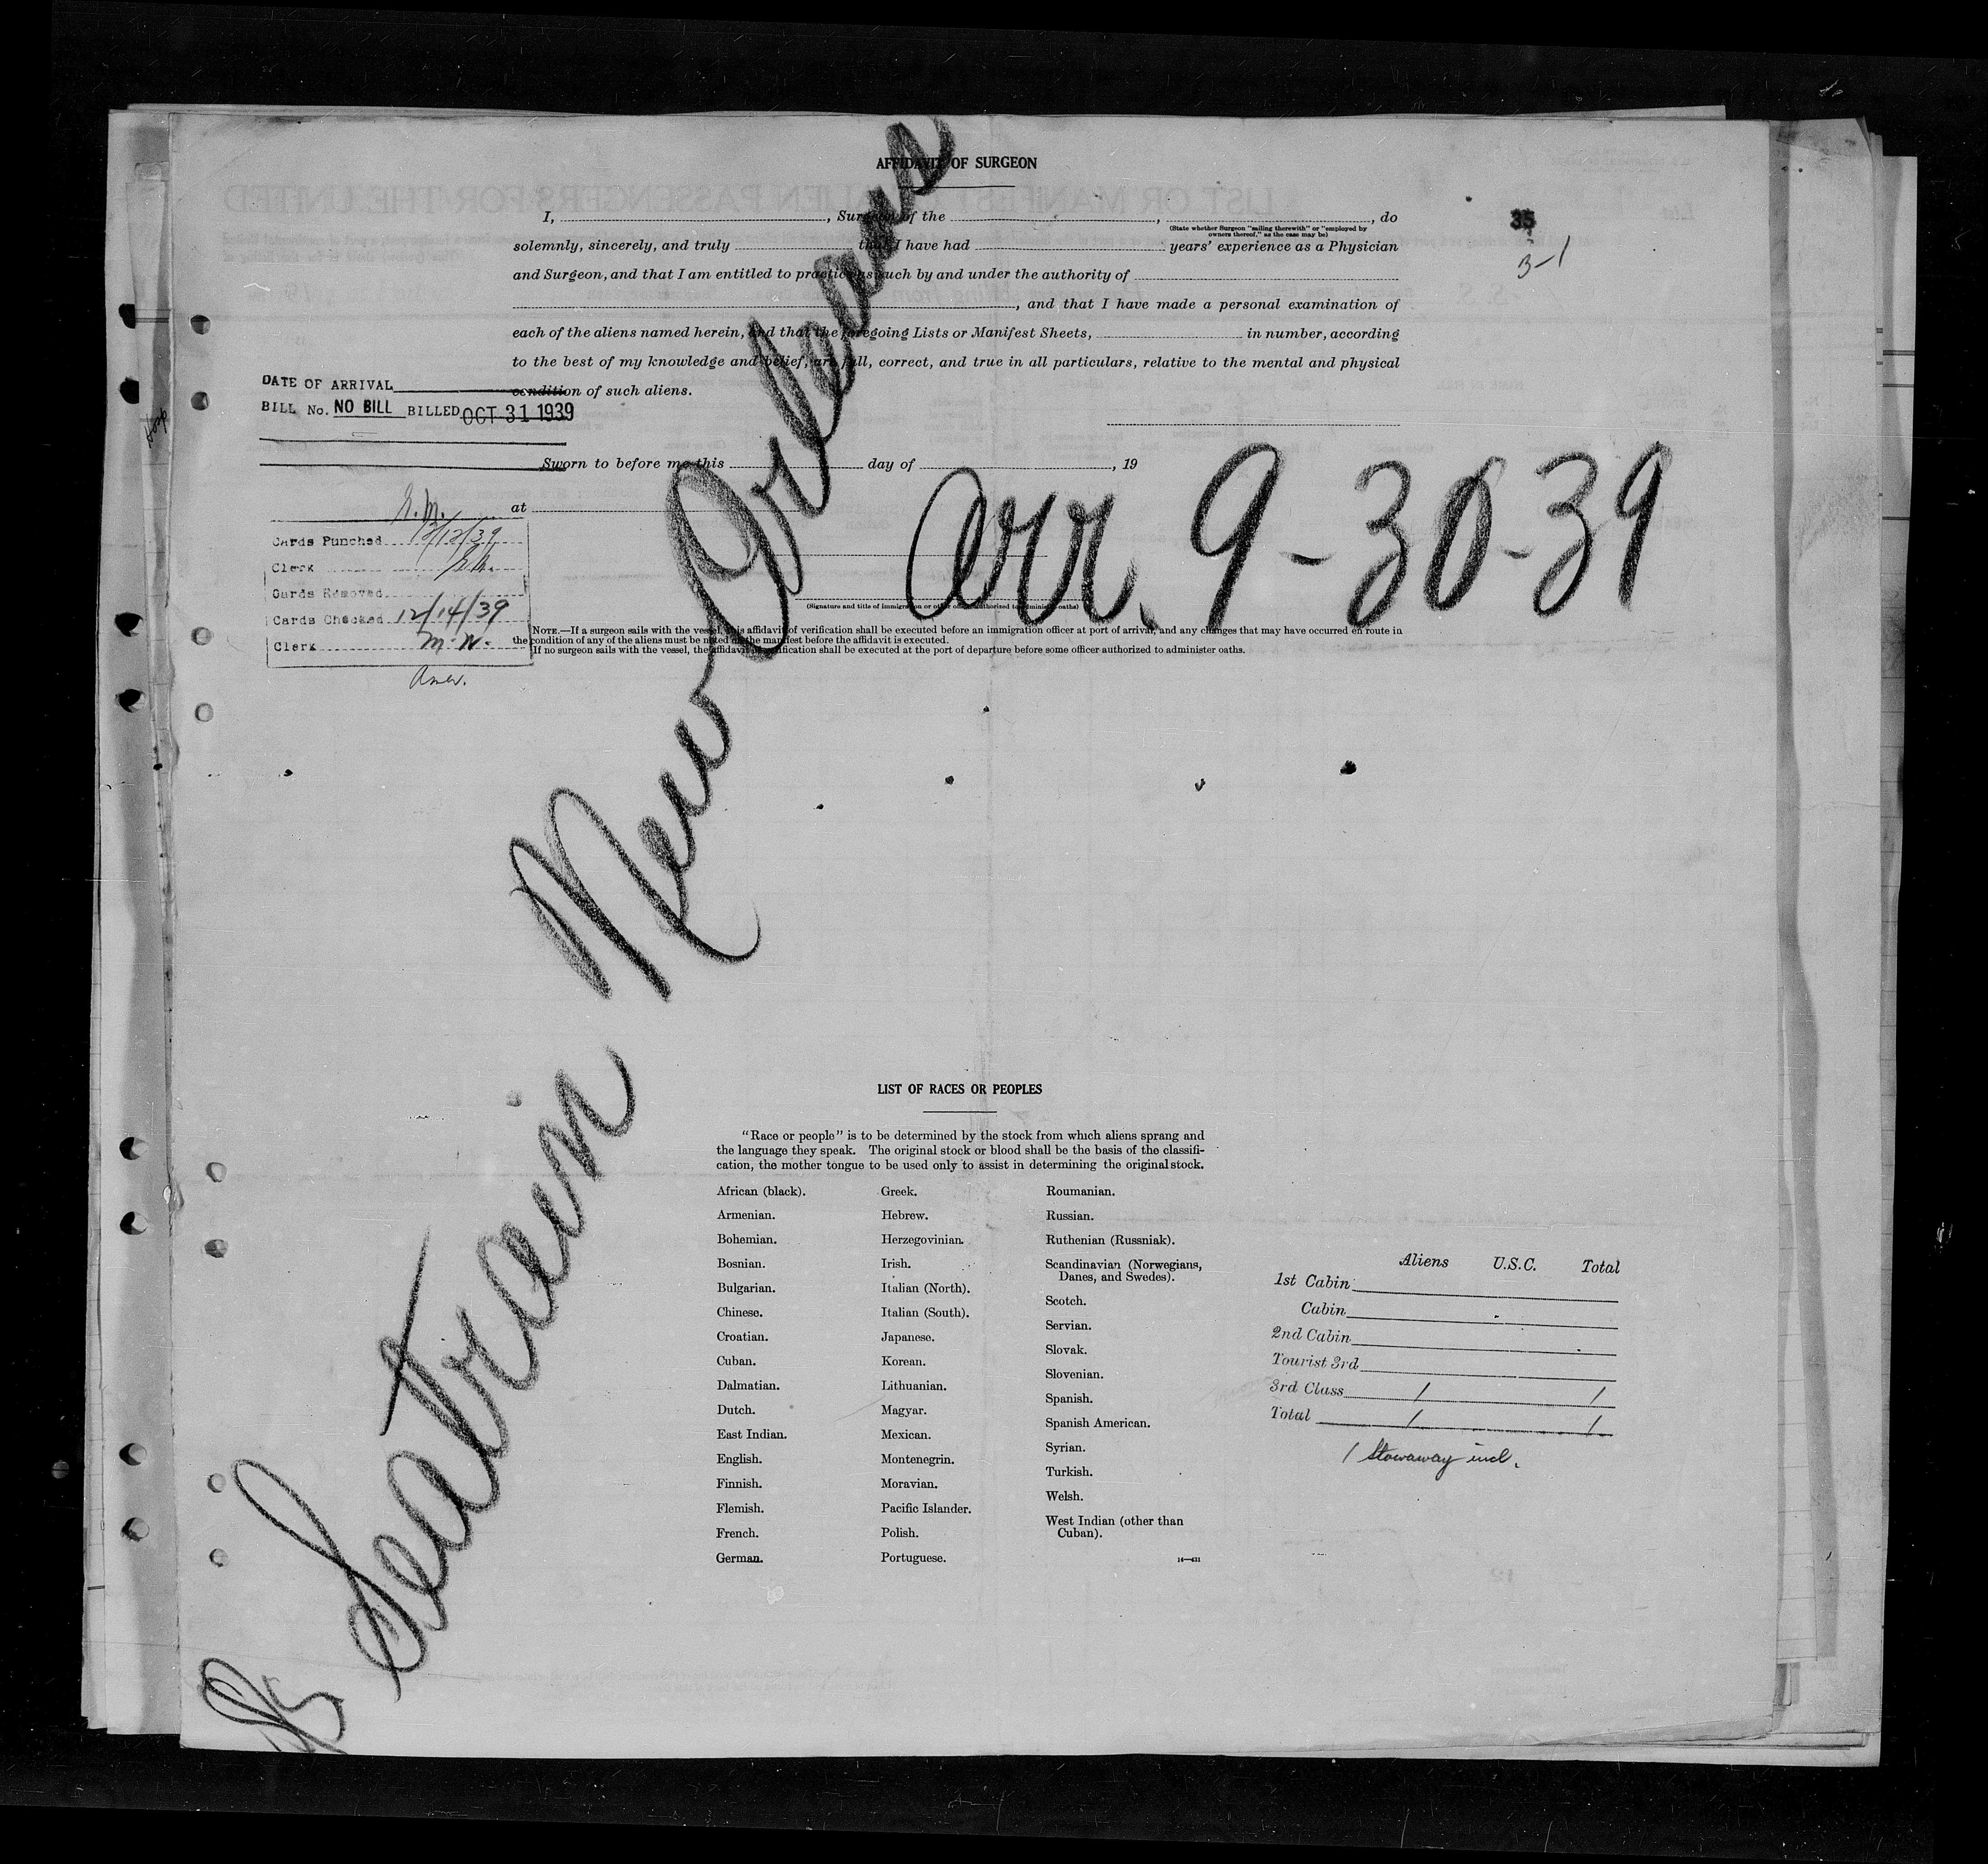 AFFIDAVIT OF SURGEON
I, , Surgeon of the , , do
(State whether Surgeon "sailing therewith" or "employed by
owners thereof," as the case may be)
solemnly, sincerely, and truly that I have had years' experience as a Physician
and Surgeon, and that I am entitled to practice as such by and under the authority of
, and that I have made a personal examination of
each of the aliens named herein, and that the foregoing Lists or Manifest Sheets, in number, according
to the best of my knowledge and belief, are full, correct, and true in all particulars, relative to the mental and physical
condition of such aliens.
35
3-1
DATE OF ARRIVAL
BILL No. NO BILL BILLED OCT 31 1939
Sworn to before me this day of , 19
at
Cards Punched 12/12/39
Clerk
Cards Removed
Cards Checked 12/14/39
Clerk M.W.
(Signature and title of immigration or other officer authorized to administer oaths)
NOTE.—If a surgeon sails with the vessel, this affidavit of verification shall be executed before an immigration officer at port of arrival, and any changes that may have occurred en route in
the condition of any of the aliens must be noted on the manifest before the affidavit is executed.
If no surgeon sails with the vessel, the affidavit of verification shall be executed at the port of departure before some officer authorized to administer oaths.
SS Seatrain New Orleans
Arr. 9-30-39
LIST OF RACES OR PEOPLES
"Race or people" is to be determined by the stock from which aliens sprang and
the language they speak. The original stock or blood shall be the basis of the classifi-
cation, the mother tongue to be used only to assist in determining the original stock.
African (black).
Armenian.
Bohemian.
Bosnian.
Bulgarian.
Chinese.
Croatian.
Cuban.
Dalmatian.
Dutch.
East Indian.
English.
Finnish.
Flemish.
French.
German.
Greek.
Hebrew.
Herzegovinian.
Irish.
Italian (North).
Italian (South).
Japanese.
Korean.
Lithuanian.
Magyar.
Mexican.
Montenegrin.
Moravian.
Pacific Islander.
Polish.
Portuguese.
Roumanian.
Russian.
Ruthenian (Russniak).
Scandinavian (Norwegians,
Danes, and Swedes).
Scotch.
Servian.
Slovak.
Slovenian.
Spanish.
Spanish American.
Syrian.
Turkish.
Welsh.
West Indian (other than
Cuban).
Aliens U.S.C. Total
1st Cabin
Cabin
2nd Cabin
Tourist 3rd
3rd Class 1 1
Total 1 1
1 Stowaway incl.